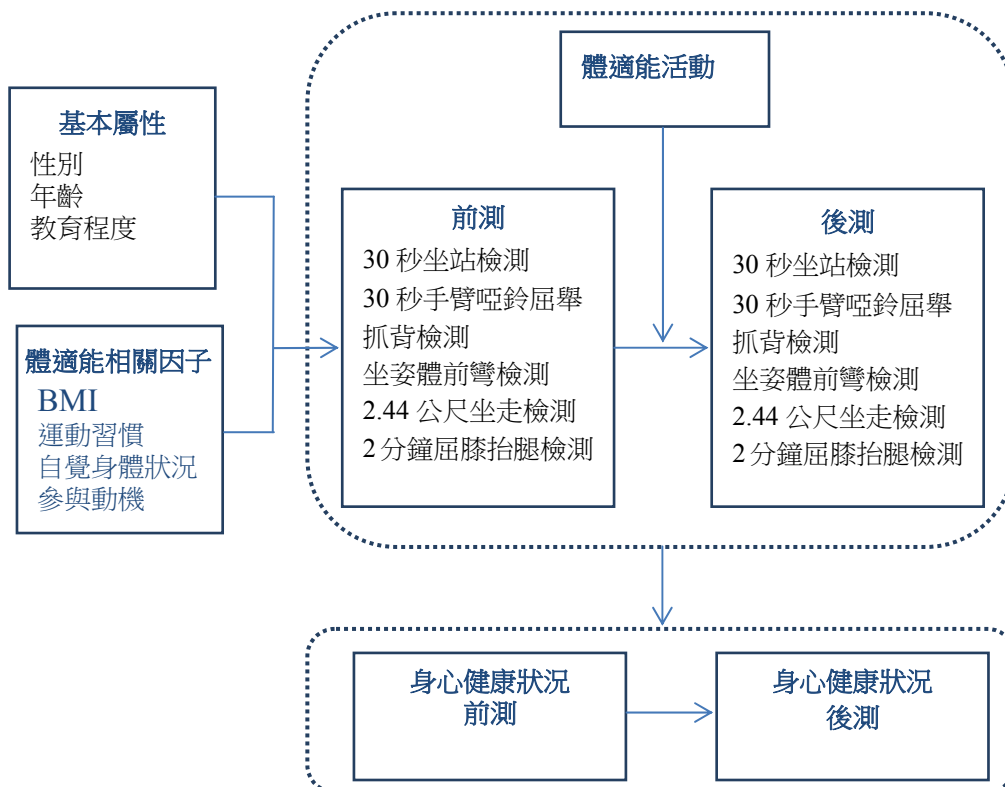 體適能活動
基本屬性
性別
年齡
教育程度
體適能相關因子
BMI
運動習慣
自覺身體狀況
參與動機
前測
30 秒坐站檢測
30 秒手臂啞鈴屈舉
抓背檢測
坐姿體前彎檢測
2.44 公尺坐走檢測
2 分鐘屈膝抬腿檢測
後測
30 秒坐站檢測
30 秒手臂啞鈴屈舉
抓背檢測
坐姿體前彎檢測
2.44 公尺坐走檢測
2 分鐘屈膝抬腿檢測
身心健康狀況
前測
身心健康狀況
後測